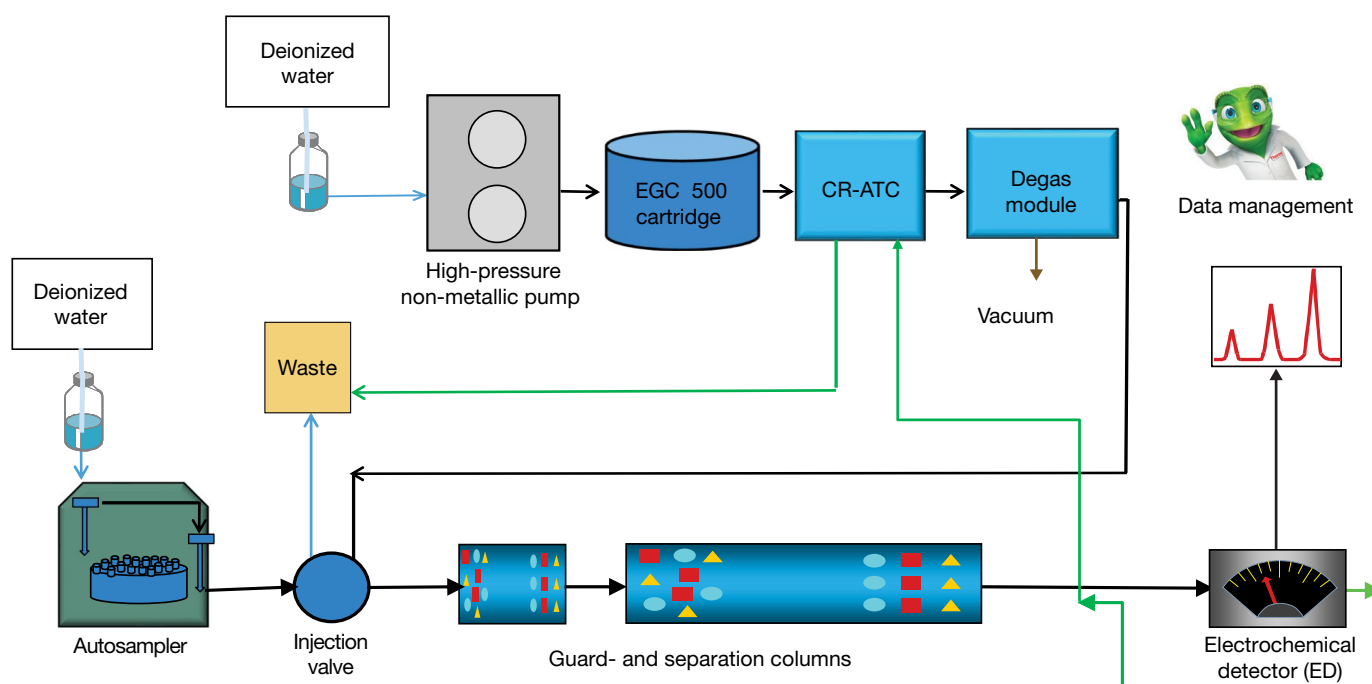 Deionized
water
EGC 500
cartridge
CR-ATC
Degas
module
Data management
High-pressure
non-metallic pump
Deionized
water
Vacuum
Waste
Autosampler
Injection
valve
Guard- and separation columns
Electrochemical
detector (ED)